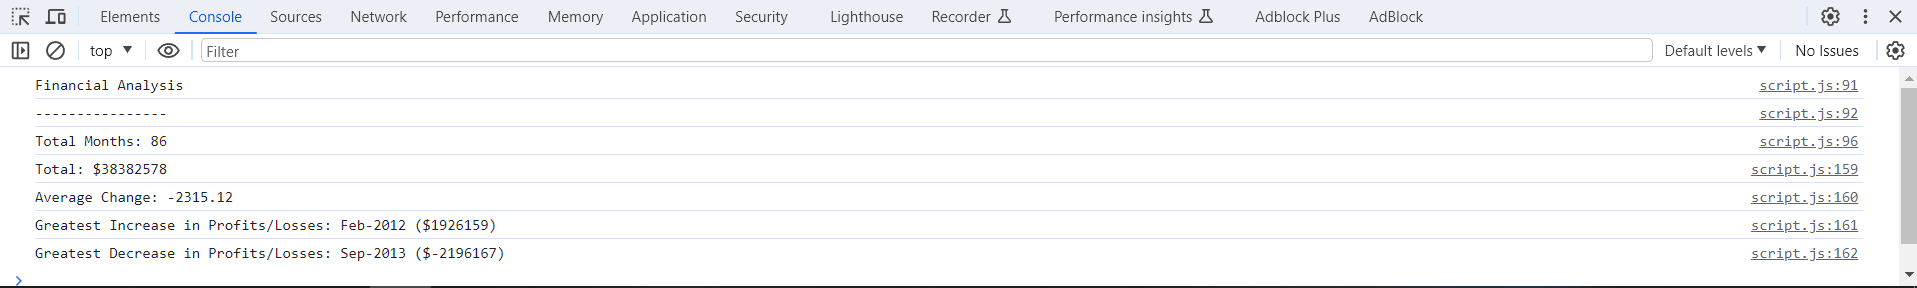 Elements Console Sources Network Performance Memory Application Security Lighthouse Recorder Performance insights Adblock Plus AdBlock
top Filter Default levels No Issues
Financial Analysis script.js:91
---------------- script.js:92
Total Months: 86 script.js:96
Total: $38382578 script.js:159
Average Change: -2315.12 script.js:160
Greatest Increase in Profits/Losses: Feb-2012 ($1926159) script.js:161
Greatest Decrease in Profits/Losses: Sep-2013 ($-2196167) script.js:162